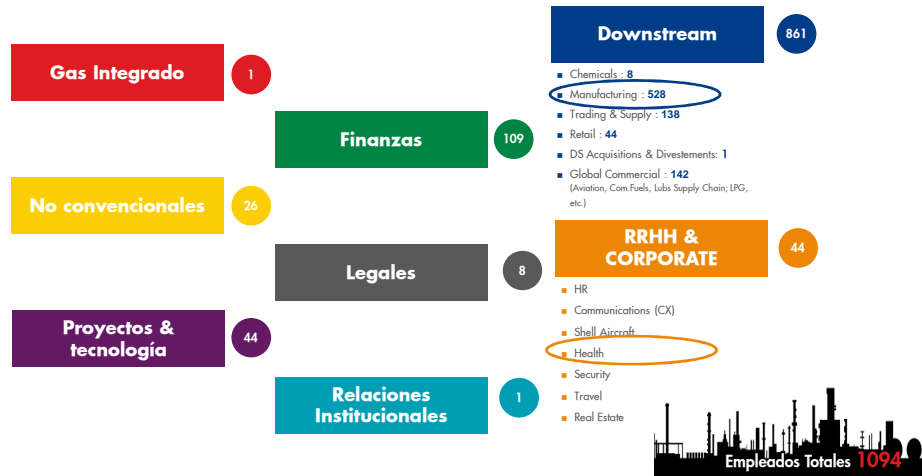 Gas Integrado
1
No convencionales
26
Proyectos &
tecnología
44
Finanzas
109
Legales
8
Relaciones
Institucionales
1
Downstream
861
Chemicals : 8
Manufacturing : 528
Trading & Supply : 138
Retail : 44
DS Acquisitions & Divestements: 1
Global Commercial : 142
(Aviation, Com.Fuels, Lubs Supply Chain; LPG,
etc.)
RRHH &
CORPORATE
44
HR
Communications (CX)
Shell Aircraft
Health
Security
Travel
Real Estate
Empleados Totales 1094